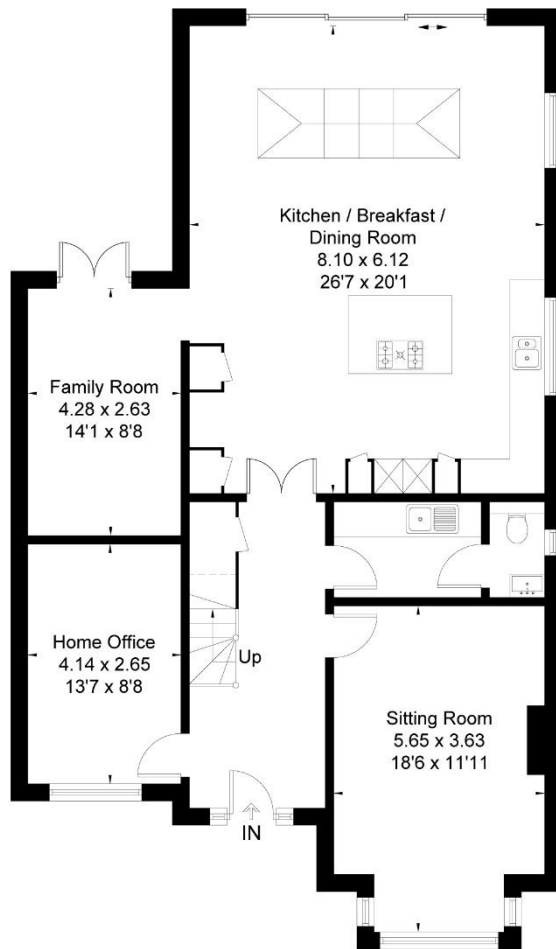 Kitchen / Breakfast /
Dining Room
8.10 x 6.12
26'7 x 20'1
Family Room
4.28 x 2.63
14'1 x 8'8
Home Office
4.14 x 2.65
13'7 x 8'8
Up
Sitting Room
5.65 x 3.63
18'6 x 11'11
IN